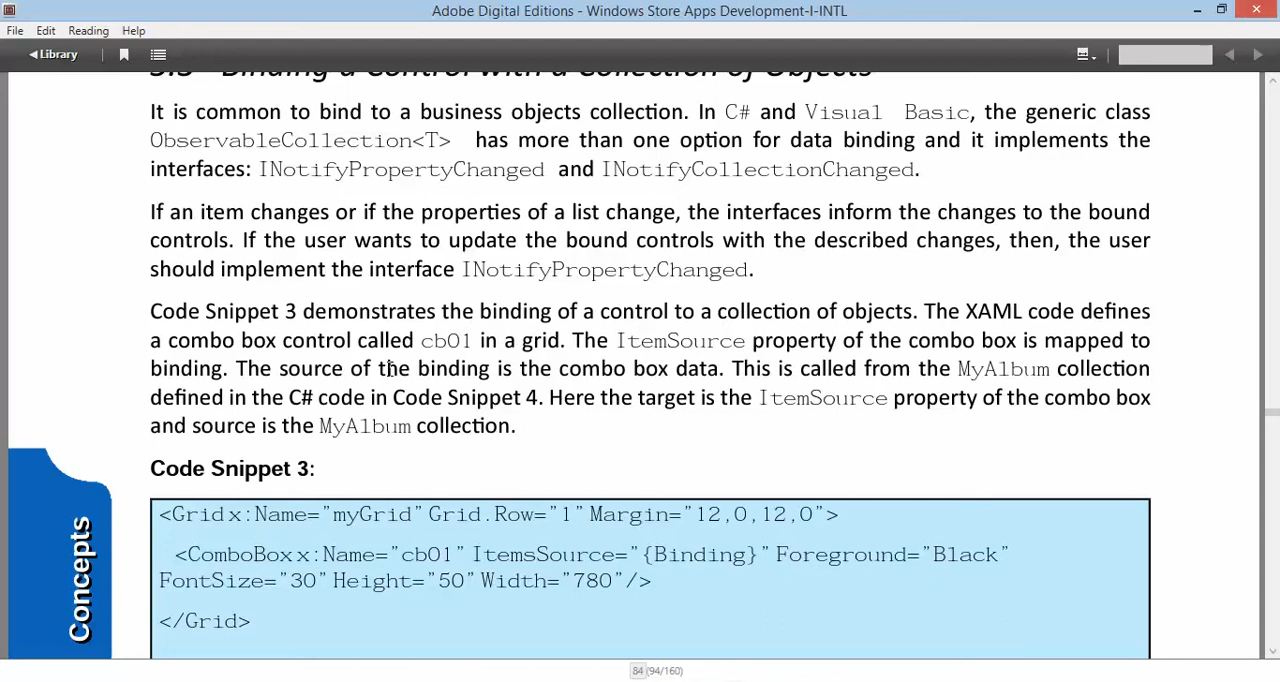 Adobe Digital Editions - Windows Store Apps Development-I-INTL
File Edit Reading Help
Library
Binding a Control with a Collection of Objects
It is common to bind to a business objects collection. In C# and Visual Basic, the generic class
ObservableCollection<T> has more than one option for data binding and it implements the
interfaces: INotifyPropertyChanged and INotifyCollectionChanged.
If an item changes or if the properties of a list change, the interfaces inform the changes to the bound
controls. If the user wants to update the bound controls with the described changes, then, the user
should implement the interface INotifyPropertyChanged.
Code Snippet 3 demonstrates the binding of a control to a collection of objects. The XAML code defines
a combo box control called cb01 in a grid. The ItemSource property of the combo box is mapped to
binding. The source of the binding is the combo box data. This is called from the MyAlbum collection
defined in the C# code in Code Snippet 4. Here the target is the ItemSource property of the combo box
and source is the MyAlbum collection.
Code Snippet 3:
<Grid x:Name="myGrid" Grid.Row="1" Margin="12,0,12,0">
<ComboBox x:Name="cb01" ItemsSource="{Binding}" Foreground="Black"
FontSize="30" Height="50" Width="780"/>
</Grid>
Concepts
84 (94/160)